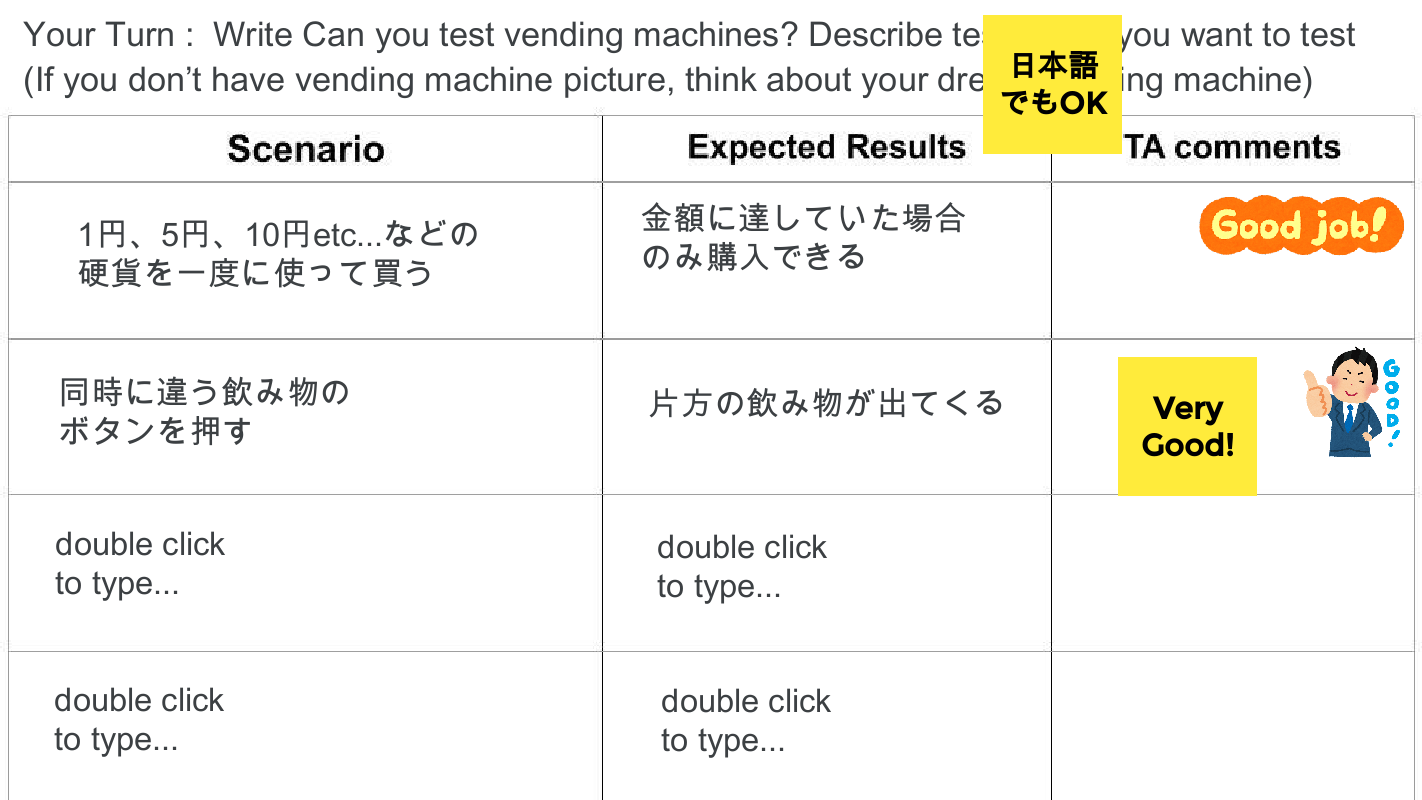 Your Turn :  Write Can you test vending machines? Describe you want to test
(If you don't have vending machine picture, think about your machine)
日本語
でもOK
Scenario
Expected Results
TA comments
1円、5円、10円etc...などの
硬貨を一度に使って買う
金額に達していた場合
のみ購入できる
Good job!
同時に違う飲み物の
ボタンを押す
片方の飲み物が出てくる
Very
Good!
GOOD!
double click
to type...
double click
to type...
double click
to type...
double click
to type...